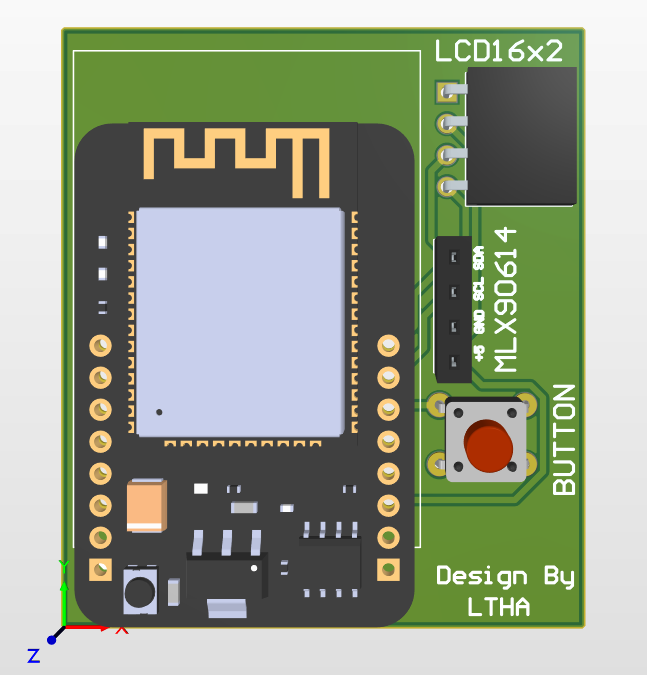 LCD16x2
MLX90614
+5 GND SCL SDA
BUTTON
Design By
LTHA
Y
X
Z